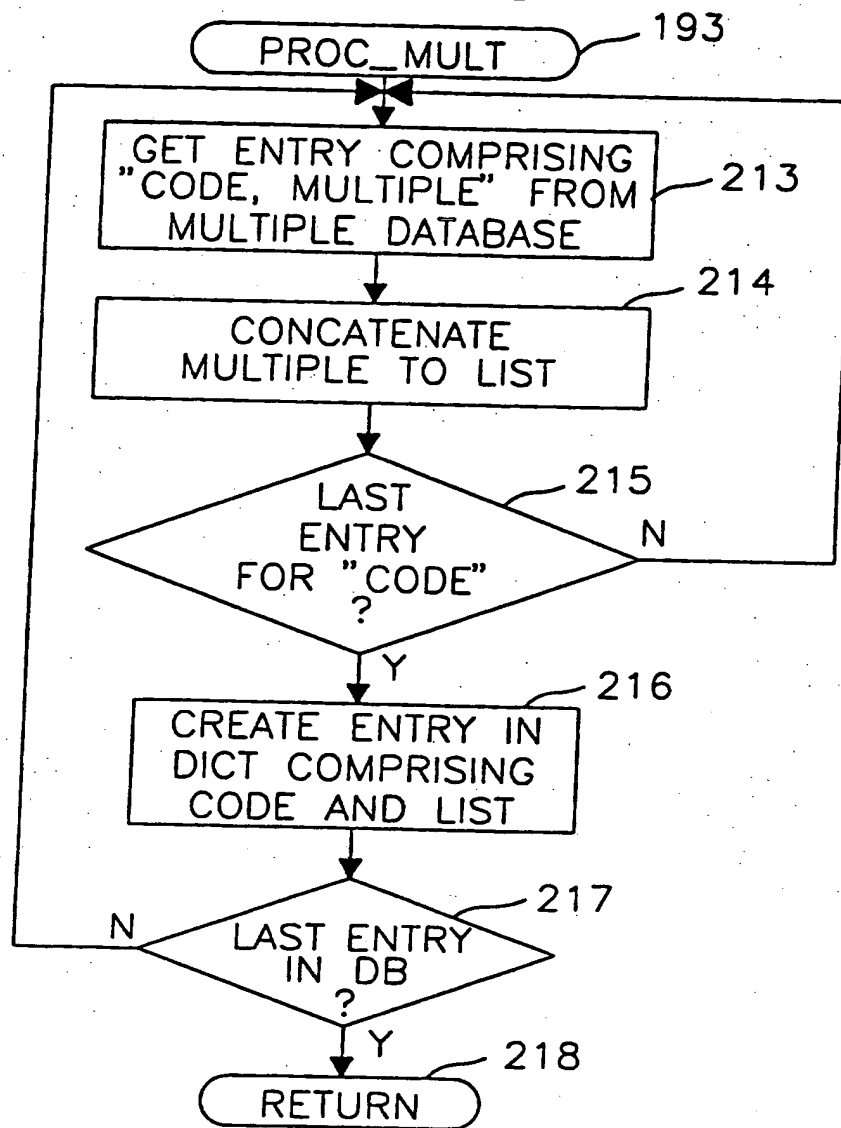 PROC_MULT
193
GET ENTRY COMPRISING
"CODE, MULTIPLE" FROM
MULTIPLE DATABASE
213
214
CONCATENATE
MULTIPLE TO LIST
215
LAST
ENTRY
FOR "CODE"
?
N
Y
216
CREATE ENTRY IN
DICT COMPRISING
CODE AND LIST
217
N
LAST ENTRY
IN DB
?
Y
218
RETURN